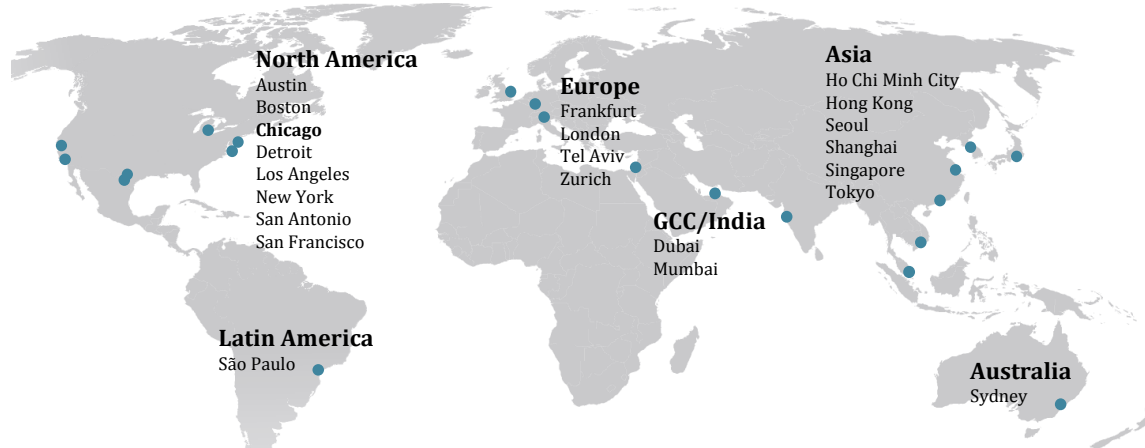 North America
Austin
Boston
Chicago
Detroit
Los Angeles
New York
San Antonio
San Francisco
Latin America
São Paulo
Europe
Frankfurt
London
Tel Aviv
Zurich
GCC/India
Dubai
Mumbai
Asia
Ho Chi Minh City
Hong Kong
Seoul
Shanghai
Singapore
Tokyo
Australia
Sydney